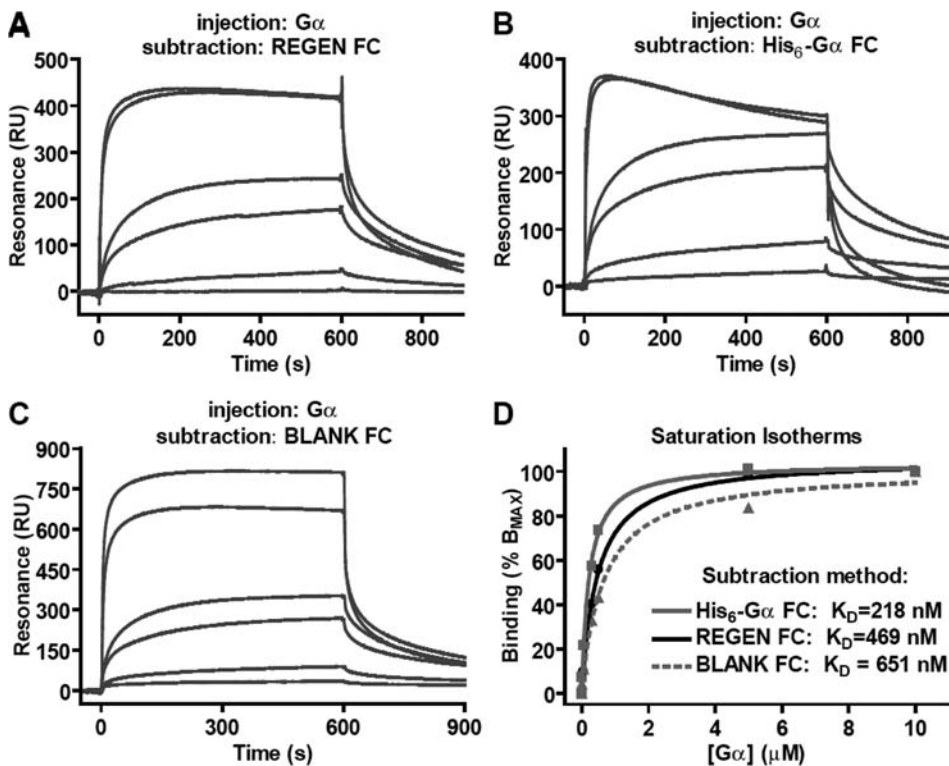 A
injection: Gα
subtraction: REGEN FC
Resonance (RU)
500
400
300
200
100
0
0 200 400 600 800
Time (s)
B
injection: Gα
subtraction: His₆-Gα FC
Resonance (RU)
400
300
200
100
0
0 200 400 600 800
Time (s)
C
injection: Gα
subtraction: BLANK FC
Resonance (RU)
900
750
600
450
300
150
0
0 300 600 900
Time (s)
D
Saturation Isotherms
Binding (% B_MAX)
100
80
60
40
20
0
Subtraction method:
His₆-Gα FC: K_D=218 nM
REGEN FC: K_D=469 nM
BLANK FC: K_D = 651 nM
0 2 4 6 8 10
[Gα] (μM)